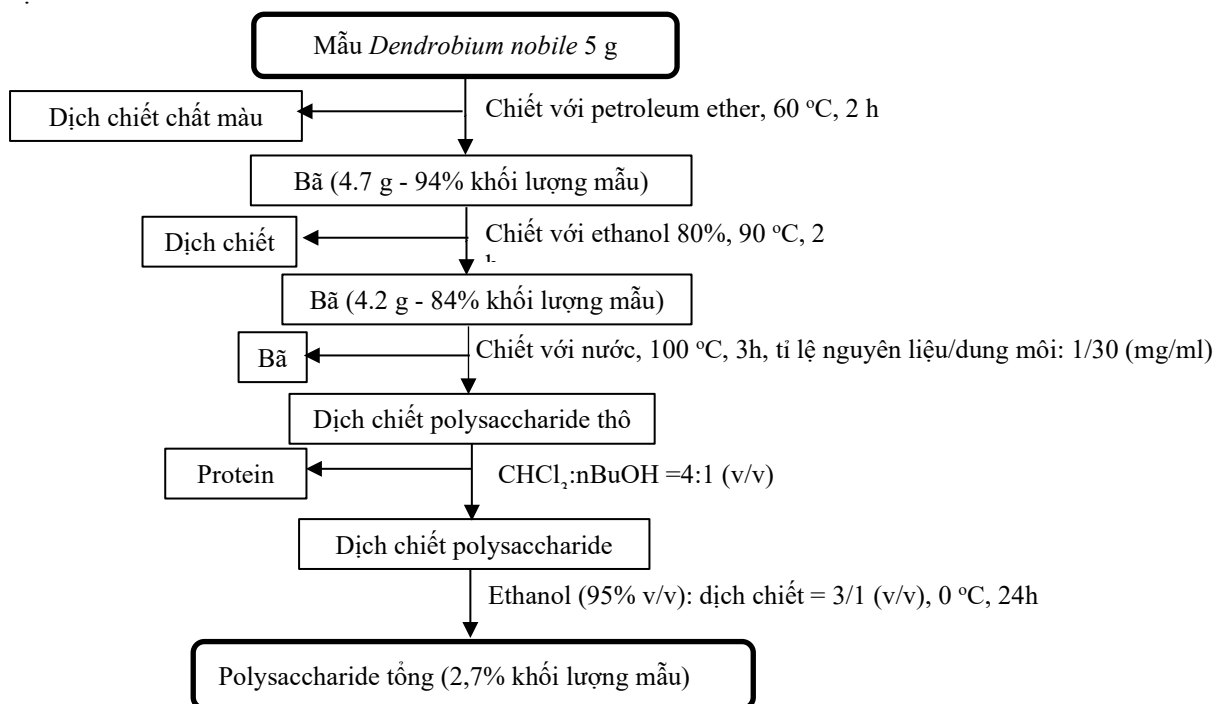 Mẫu Dendrobium nobile 5 g
Chiết với petroleum ether, 60 °C, 2 h
Dịch chiết chất màu
Bã (4.7 g - 94% khối lượng mẫu)
Chiết với ethanol 80%, 90 °C, 2
Dịch chiết
Bã (4.2 g - 84% khối lượng mẫu)
Chiết với nước, 100 °C, 3h, tỉ lệ nguyên liệu/dung môi: 1/30 (mg/ml)
Bã
Dịch chiết polysaccharide thô
Protein
CHCl₃:nBuOH =4:1 (v/v)
Dịch chiết polysaccharide
Ethanol (95% v/v): dịch chiết = 3/1 (v/v), 0 °C, 24h
Polysaccharide tổng (2,7% khối lượng mẫu)